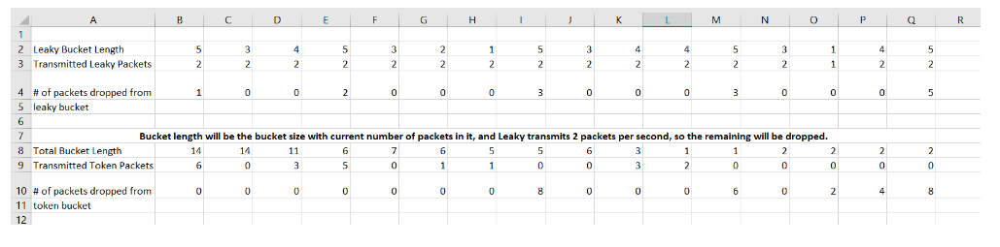 A B C D E F G H I J K L M N O P Q R
1
2 Leaky Bucket Length 5 3 4 5 3 2 1 5 3 4 4 5 3 1 4 5
3 Transmitted Leaky Packets 2 2 2 2 2 2 2 2 2 2 2 2 2 1 2 2
4 # of packets dropped from 1 0 0 2 0 0 0 3 0 0 0 3 0 0 0 5
5 leaky bucket
6
7 Bucket length will be the bucket size with current number of packets in it, and Leaky transmits 2 packets per second, so the remaining will be dropped.
8 Total Bucket Length 14 14 11 6 7 6 5 5 6 3 1 1 2 2 2 2
9 Transmitted Token Packets 6 0 3 5 0 1 1 0 0 3 2 0 0 0 0 0
10 # of packets dropped from 0 0 0 0 0 0 0 8 0 0 0 6 0 2 4 8
11 token bucket
12